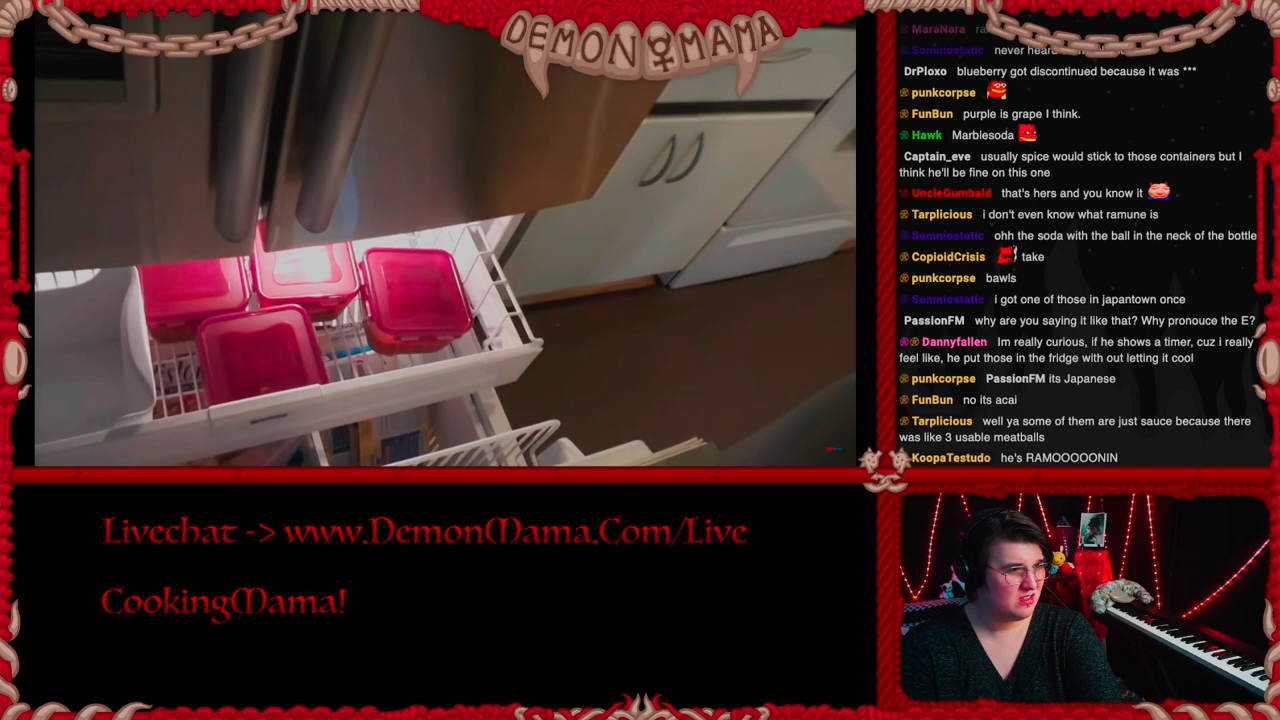 DEMON MAMA
MaraNara
Somniostatic never heard
DrPloxo blueberry got discontinued because it was ***
punkcorpse
FunBun purple is grape I think.
Hawk Marblesoda
Captain_eve usually spice would stick to those containers but I
think he'll be fine on this one
UncleGumbald that's hers and you know it
Tarplicious i don't even know what ramune is
Somniostatic ohh the soda with the ball in the neck of the bottle
CopioidCrisis take
punkcorpse bawls
Somniostatic i got one of those in japantown once
PassionFM why are you saying it like that? Why pronouce the E?
Dannyfallen Im really curious, if he shows a timer, cuz i really
feel like, he put those in the fridge with out letting it cool
punkcorpse PassionFM its Japanese
FunBun no its acai
Tarplicious well ya some of them are just sauce because there
was like 3 usable meatballs
KoopaTestudo he's RAMOOOOONIN
Livechat -> www.DemonMama.Com/Live
CookingMama!